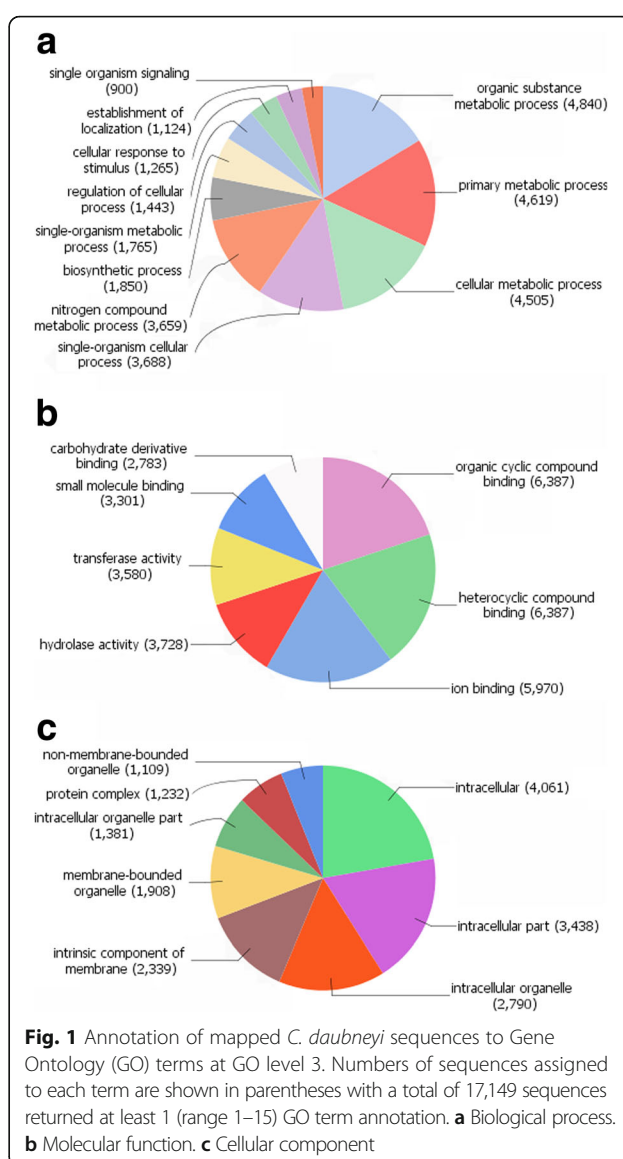 a
single organism signaling
(900)
establishment of
localization (1,124)
cellular response to
stimulus (1,265)
regulation of cellular
process (1,443)
single-organism metabolic
process (1,765)
biosynthetic process
(1,850)
nitrogen compound
metabolic process (3,659)
single-organism cellular
process (3,688)
organic substance
metabolic process (4,840)
primary metabolic process
(4,619)
cellular metabolic process
(4,505)
b
carbohydrate derivative
binding (2,783)
small molecule binding
(3,301)
transferase activity
(3,580)
hydrolase activity (3,728)
organic cyclic compound
binding (6,387)
heterocyclic compound
binding (6,387)
ion binding (5,970)
c
non-membrane-bounded
organelle (1,109)
protein complex (1,232)
intracellular organelle part
(1,381)
membrane-bounded
organelle (1,908)
intrinsic component of
membrane (2,339)
intracellular (4,061)
intracellular part (3,438)
intracellular organelle
(2,790)
Fig. 1 Annotation of mapped C. daubneyi sequences to Gene
Ontology (GO) terms at GO level 3. Numbers of sequences assigned
to each term are shown in parentheses with a total of 17,149 sequences
returned at least 1 (range 1–15) GO term annotation. a Biological process.
b Molecular function. c Cellular component